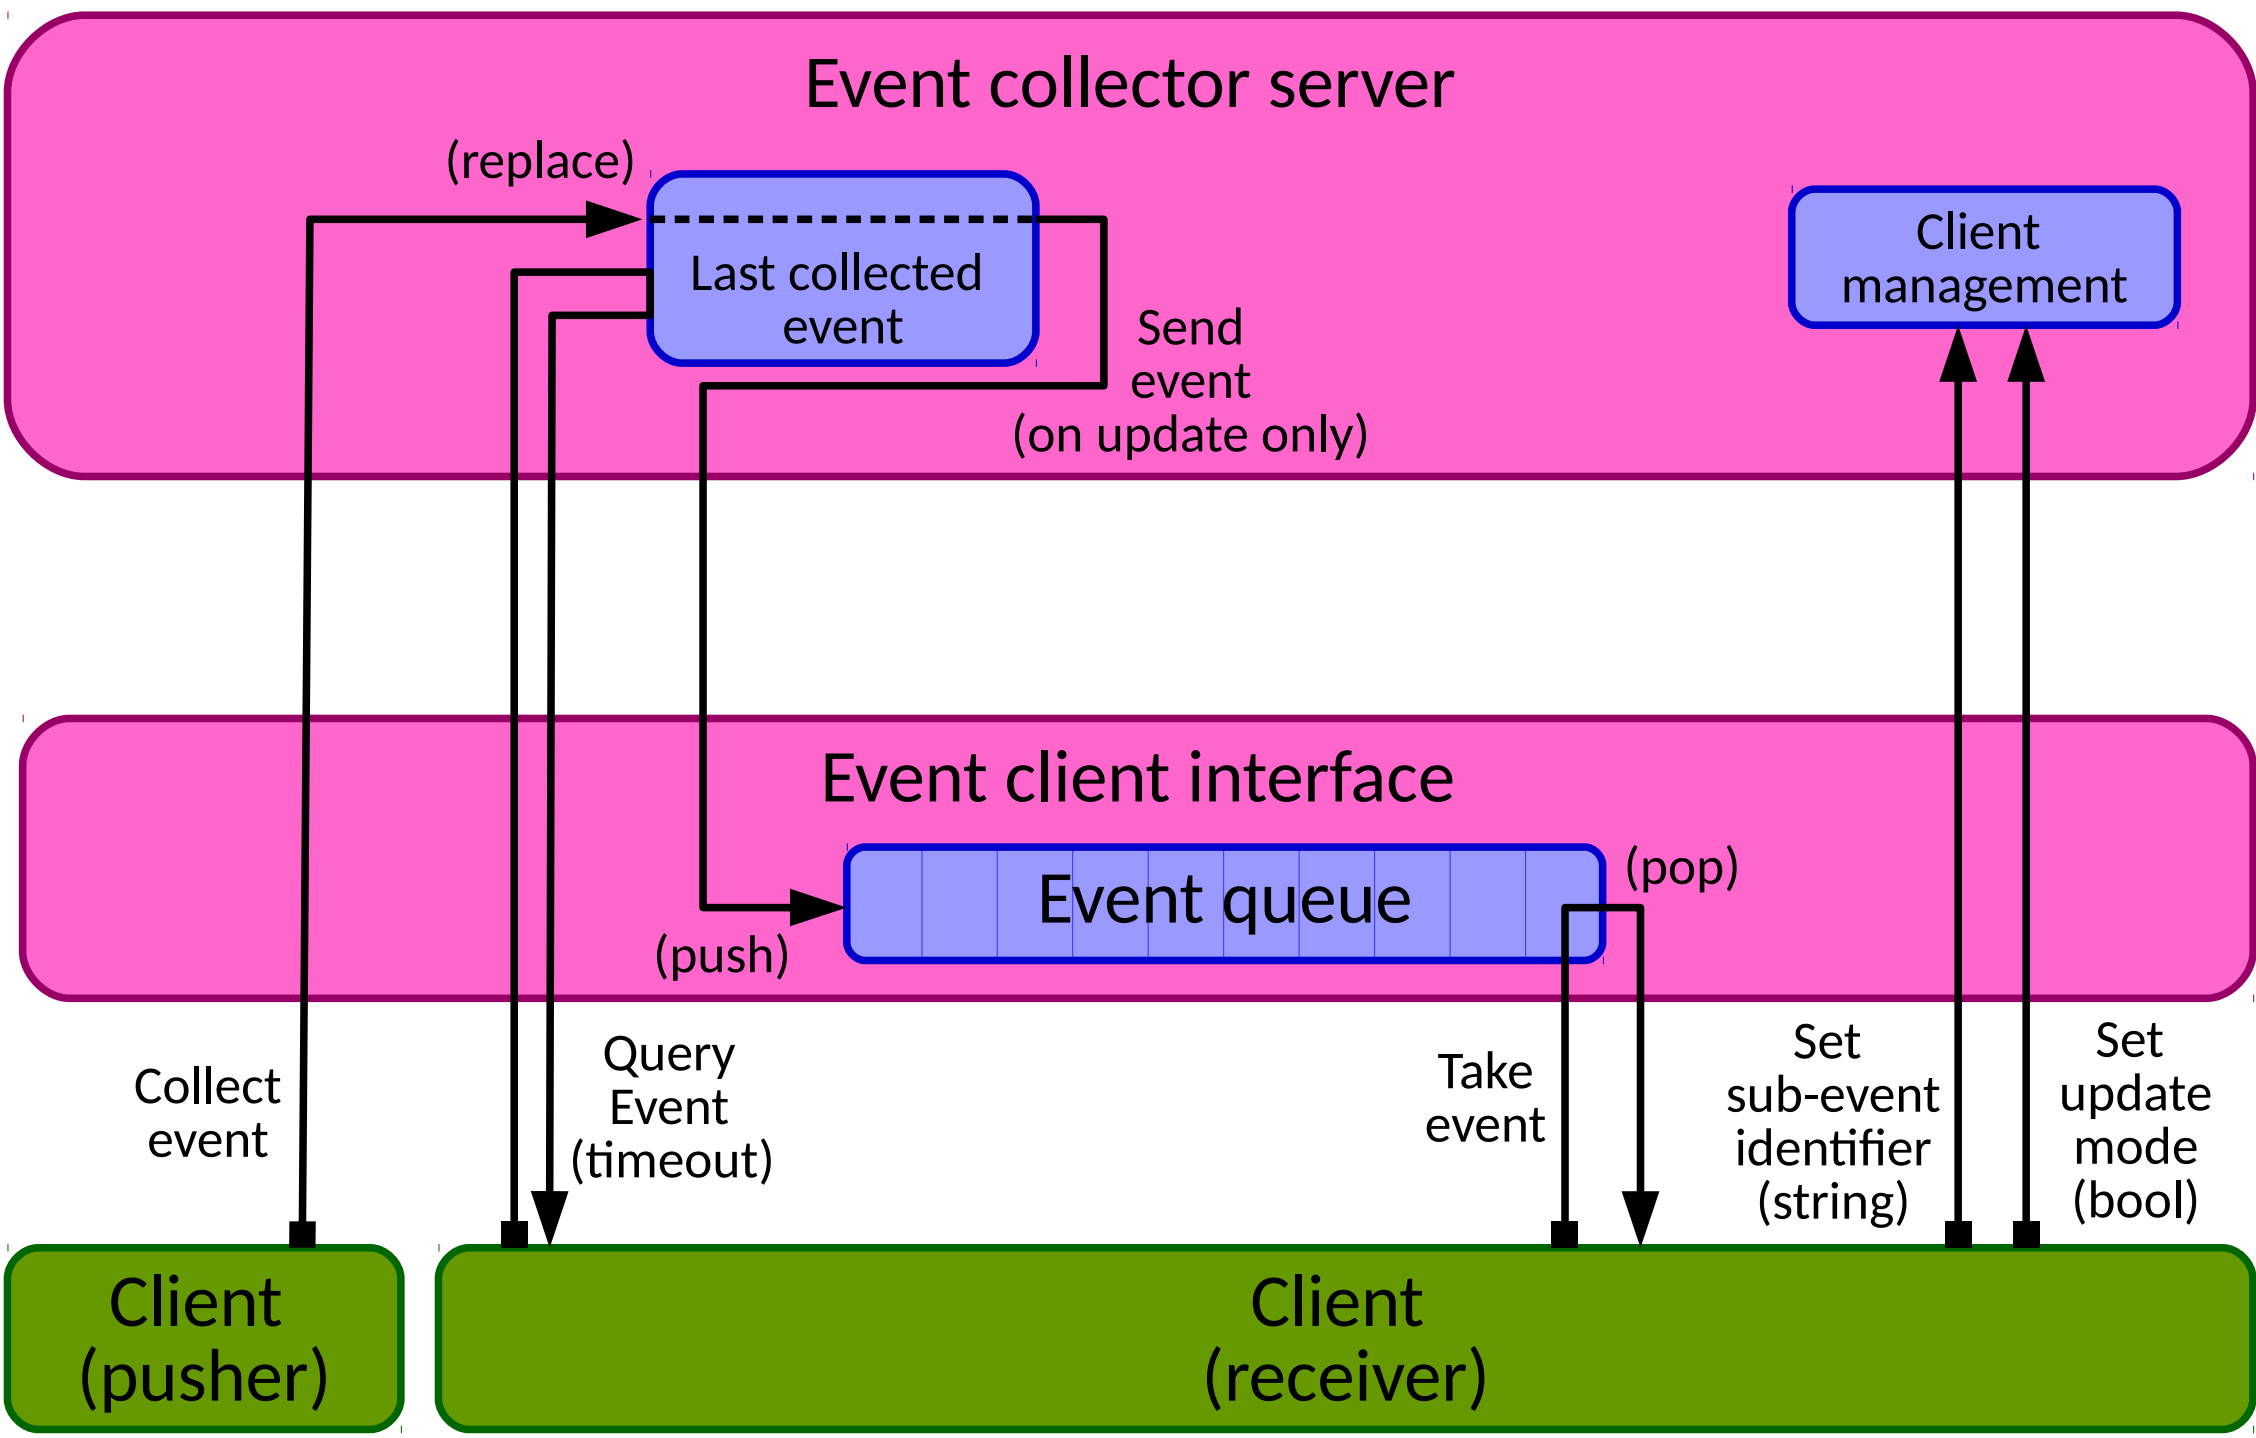 Event collector server
(replace)
Last collected
event
Client
management
Send
event
(on update only)
Event client interface
Event queue
(pop)
(push)
Collect
event
Query
Event
(timeout)
Take
event
Set
sub-event
identifier
(string)
Set
update
mode
(bool)
Client
(pusher)
Client
(receiver)